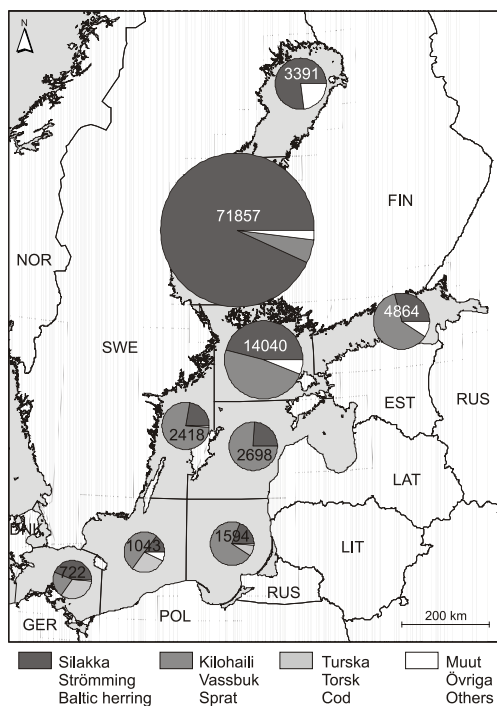 N
3391
71857
FIN
NOR
4864
SWE
14040
EST
RUS
2418
2698
LAT
DNK
1043
1594
LIT
722
RUS
GER
POL
200 km
Silakka
Strömming
Baltic herring
Kilohaili
Vassbuk
Sprat
Turska
Torsk
Cod
Muut
Övriga
Others